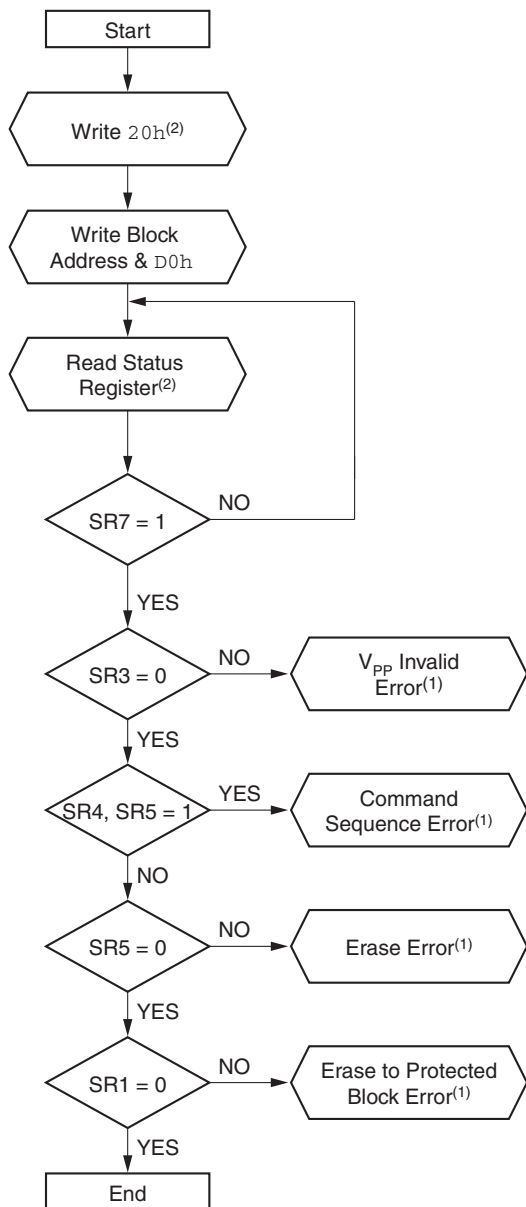 Start
Write 20h(2)
Write Block
Address & D0h
Read Status
Register(2)
SR7 = 1
NO
YES
SR3 = 0
NO
VPP Invalid
Error(1)
YES
SR4, SR5 = 1
YES
Command
Sequence Error(1)
NO
SR5 = 0
NO
Erase Error(1)
YES
SR1 = 0
NO
Erase to Protected
Block Error(1)
YES
End